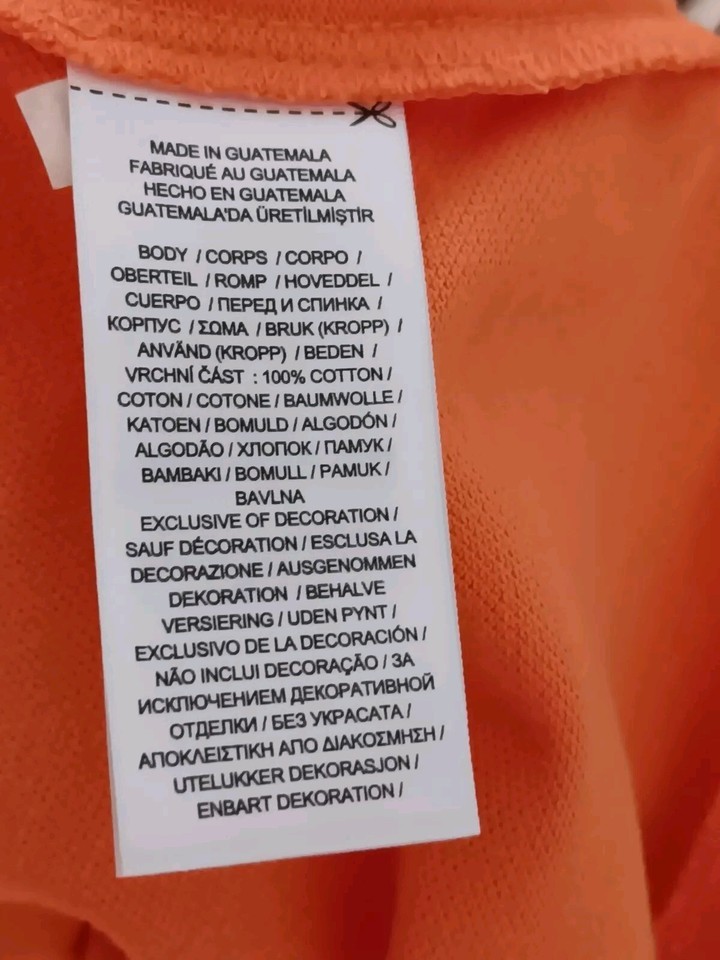 MADE IN GUATEMALA
FABRIQUÉ AU GUATEMALA
HECHO EN GUATEMALA
GUATEMALA'DA ÜRETİLMİŞTİR
BODY / CORPS / CORPO /
OBERTEIL / ROMP / HOVEDDEL /
CUERPO / ПЕРЕД И СПИНКА /
КОРПУС / ΣΩΜΑ / BRUK (KROPP) /
ANVÄND (KROPP) / BEDEN /
VRCHNÍ ČÁST : 100% COTTON /
COTON / COTONE / BAUMWOLLE /
KATOEN / BOMULD / ALGODÓN /
ALGODÃO / ХЛОПОК / ПАМУК /
BAMBAKI / BOMULL / PAMUK /
BAVLNA
EXCLUSIVE OF DECORATION /
SAUF DÉCORATION / ESCLUSA LA
DECORAZIONE / AUSGENOMMEN
DEKORATION / BEHALVE
VERSIERING / UDEN PYNT /
EXCLUSIVO DE LA DECORACIÓN /
NÃO INCLUI DECORAÇÃO / ЗА
ИСКЛЮЧЕНИЕМ ДЕКОРАТИВНОЙ
ОТДЕЛКИ / БЕЗ УКРАСАТА /
ΑΠΟΚΛΕΙΣΤΙΚΗ ΑΠΟ ΔΙΑΚΟΣΜΗΣΗ /
UTELUKKER DEKORASJON /
ENBART DEKORATION /